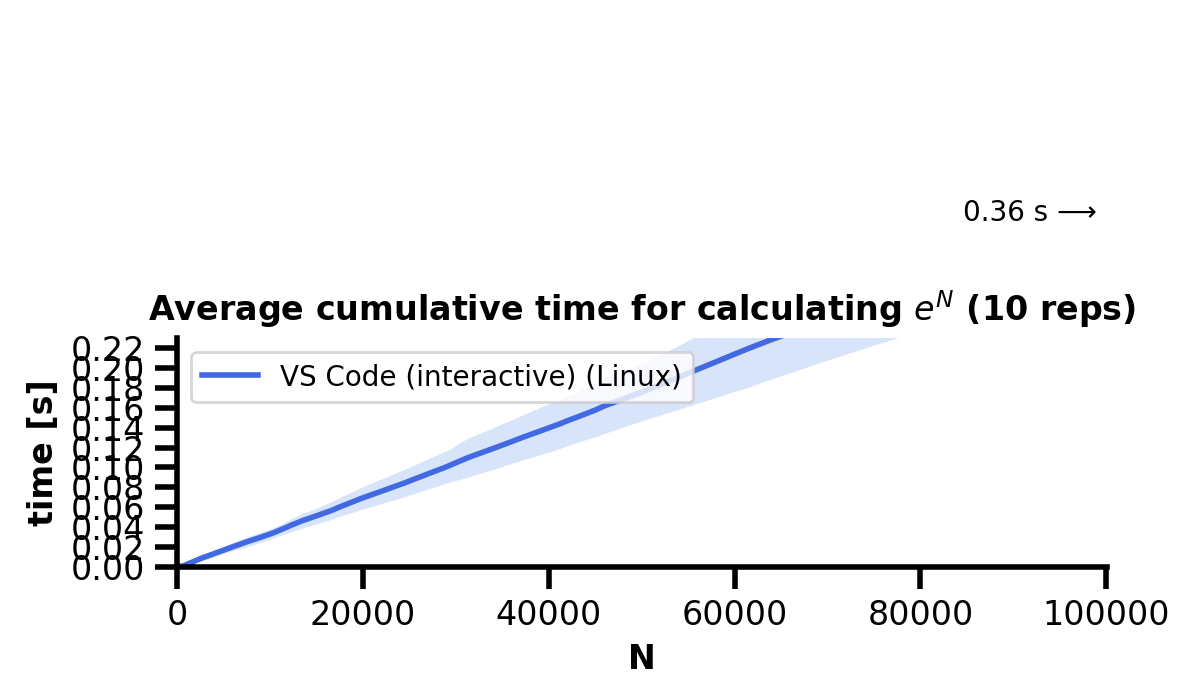 0.36 s ⟶
Average cumulative time for calculating e^N (10 reps)
0.22
0.20
0.18
0.16
0.14
0.12
0.10
0.08
0.06
0.04
0.02
0.00
time [s]
VS Code (interactive) (Linux)
0 20000 40000 60000 80000 100000
N